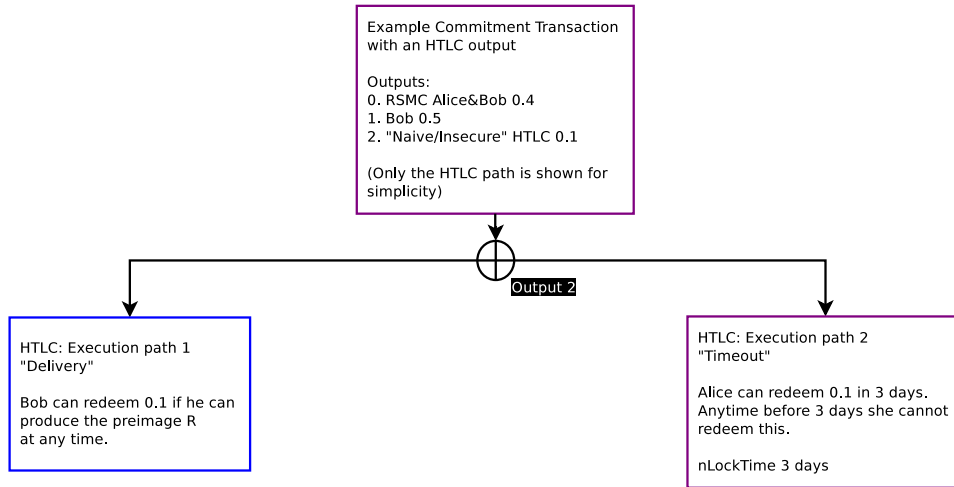 Example Commitment Transaction
with an HTLC output
Outputs:
0. RSMC Alice&Bob 0.4
1. Bob 0.5
2. "Naive/Insecure" HTLC 0.1
(Only the HTLC path is shown for
simplicity)
Output 2
HTLC: Execution path 1
"Delivery"
Bob can redeem 0.1 if he can
produce the preimage R
at any time.
HTLC: Execution path 2
"Timeout"
Alice can redeem 0.1 in 3 days.
Anytime before 3 days she cannot
redeem this.
nLockTime 3 days